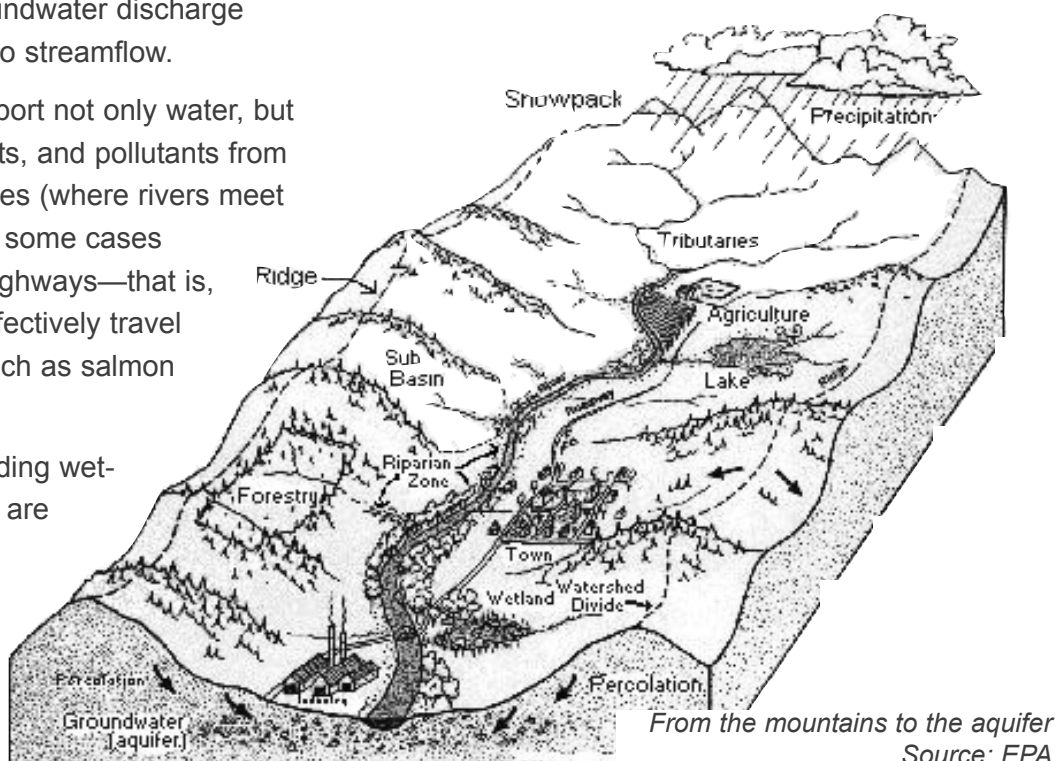 undwater discharge
o streamflow.
port not only water, but
ts, and pollutants from
es (where rivers meet
some cases
ghways—that is,
fectively travel
ch as salmon
ding wet-
are
Snowpack
Precipitation
Tributaries
Ridge
Agriculture
Sub
Basin
Lake
Riparian
Zone
Forestry
Town
Wetland
Watershed
Divide
Percolation
Percolation
Industry
Groundwater
(aquifer)
From the mountains to the aquifer
Source: EPA